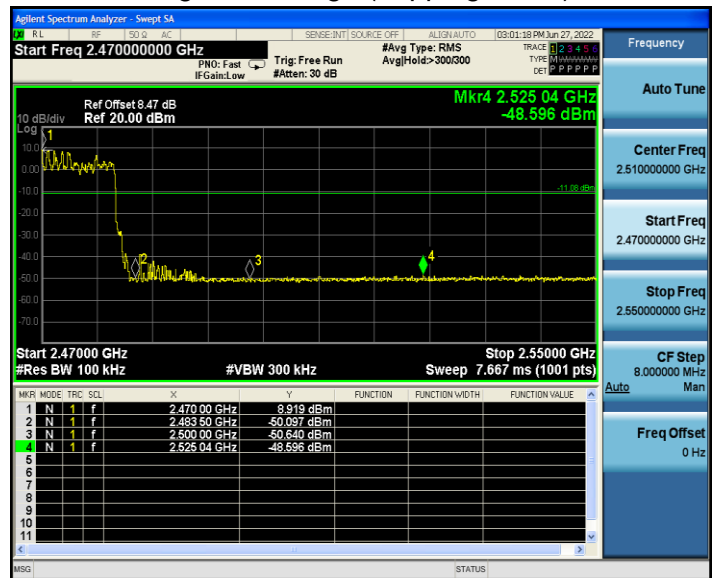 Agilent Spectrum Analyzer - Swept SA
RL RF 50 Ω AC SENSE:INT SOURCE OFF ALIGN AUTO 03:01:18 PM Jun 27, 2022
Start Freq 2.470000000 GHz
PNO: Fast
IFGain:Low
Trig: Free Run
#Atten: 30 dB
#Avg Type: RMS
Avg|Hold:>300/300
TRACE 1 2 3 4 5 6
TYPE M
DET P P P P P P
Mkr4 2.525 04 GHz
-48.596 dBm
Ref Offset 8.47 dB
10 dB/div Ref 20.00 dBm
Log
10.0
0.00
-10.0
-20.0
-30.0
-40.0
-50.0
-60.0
-70.0
1
2
3
4
-11.08 dBm
Start 2.47000 GHz Stop 2.55000 GHz
#Res BW 100 kHz #VBW 300 kHz Sweep 7.667 ms (1001 pts)
MKR MODE TRC SCL X Y FUNCTION FUNCTION WIDTH FUNCTION VALUE
1 N 1 f 2.470 00 GHz 8.919 dBm
2 N 1 f 2.483 50 GHz -50.097 dBm
3 N 1 f 2.500 00 GHz -50.640 dBm
4 N 1 f 2.525 04 GHz -48.596 dBm
5
6
7
8
9
10
11
MSG STATUS
Frequency
Auto Tune
Center Freq
2.510000000 GHz
Start Freq
2.470000000 GHz
Stop Freq
2.550000000 GHz
CF Step
8.000000 MHz
Auto Man
Freq Offset
0 Hz